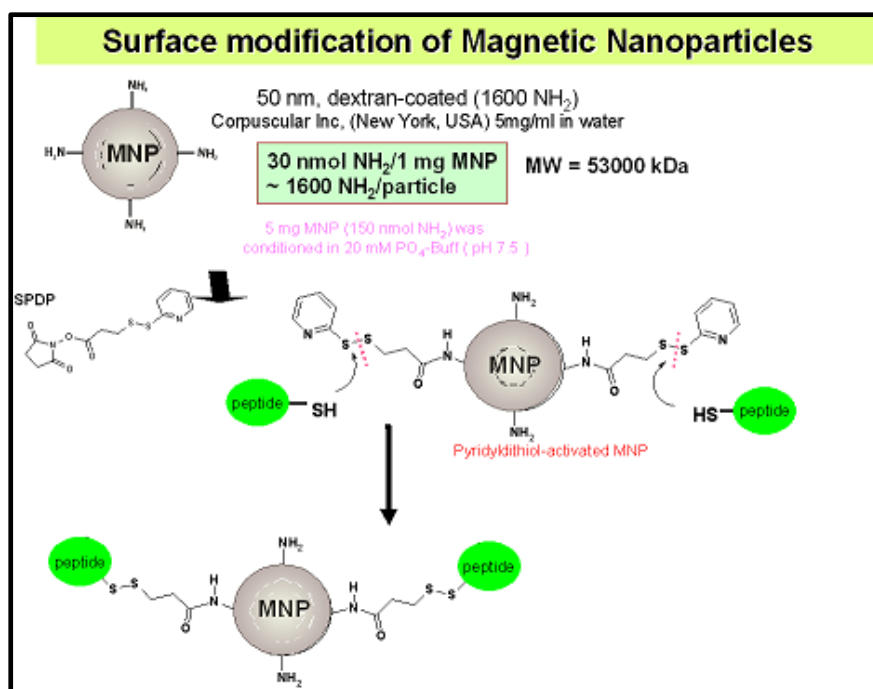 Surface modification of Magnetic Nanoparticles
NH₂
50 nm, dextran-coated (1600 NH₂)
Corpuscular Inc, (New York, USA) 5mg/ml in water
H₂N
MNP
NH₂
30 nmol NH₂/1 mg MNP
~ 1600 NH₂/particle
MW = 53000 kDa
NH₂
5 mg MNP (150 nmol NH₂) was
conditioned in 20 mM PO₄-Buff ( pH 7.5 )
SPDP
O
O
N
O
O
S
S
N
NH₂
N
S
S
O
H
N
MNP
H
N
O
S
S
N
peptide
SH
NH₂
HS
peptide
Pyridyldithiol-activated MNP
peptide
S
S
O
H
N
NH₂
MNP
H
N
O
S
S
peptide
NH₂